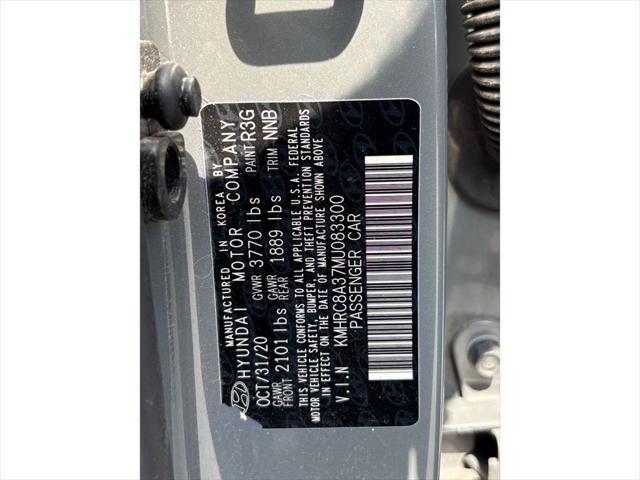 MANUFACTURED IN KOREA BY
HYUNDAI MOTOR COMPANY
OCT/31/20 GVWR 3770 lbs PAINT R3G
GAWR FRONT 2101 lbs GAWR REAR 1889 lbs TRIM NNB
THIS VEHICLE CONFORMS TO ALL APPLICABLE U.S.A. FEDERAL
MOTOR VEHICLE SAFETY, BUMPER, AND THEFT PREVENTION STANDARDS
IN EFFECT ON THE DATE OF MANUFACTURE SHOWN ABOVE
V.I.N KMHRC8A37MU083300
PASSENGER CAR